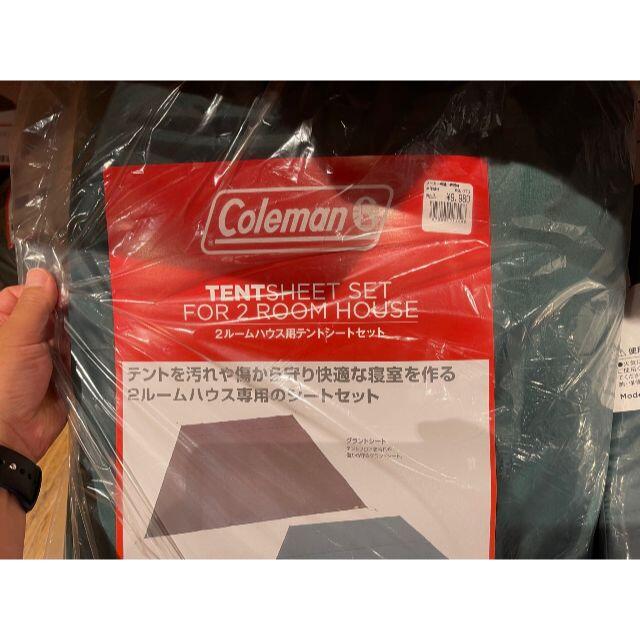 Coleman
¥9,980
TENTSHEET SET
FOR 2 ROOM HOUSE
2ルームハウス用テントシートセット
テントを汚れや傷から守り快適な寝室を作る
2ルームハウス専用のシートセット
グランドシート
Mode